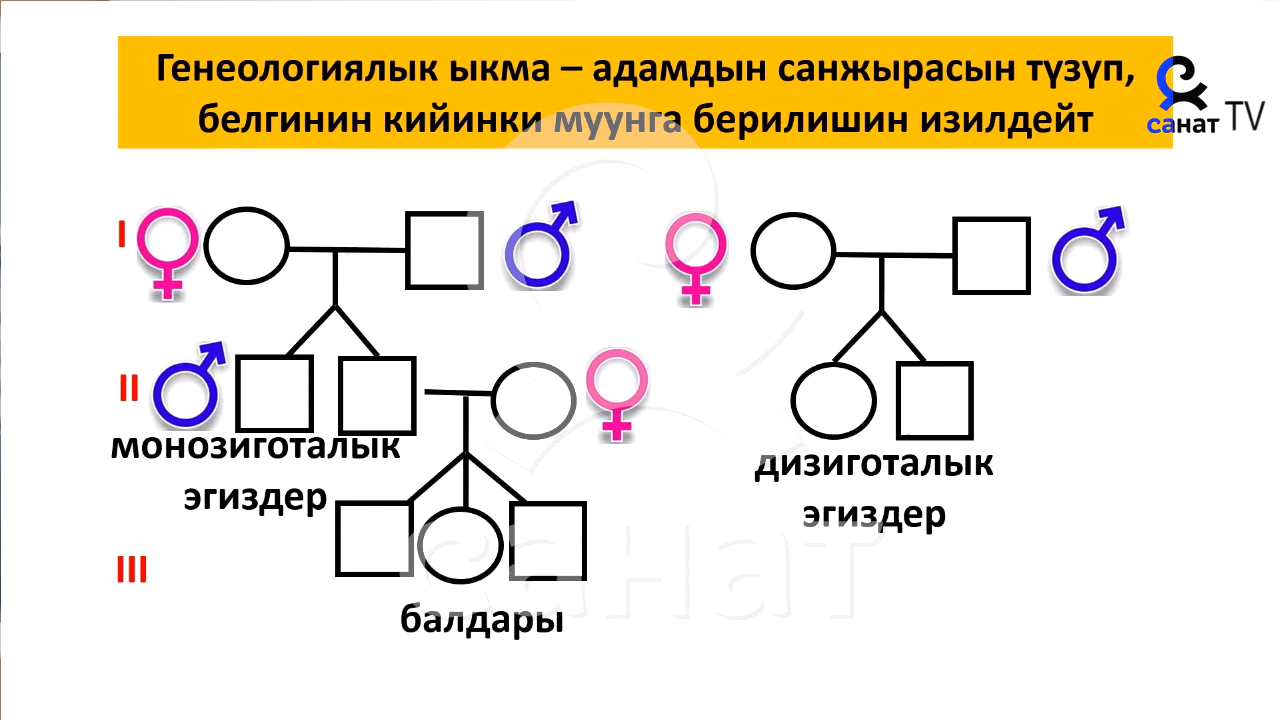 Генеологиялык ыкма – адамдын санжырасын түзүп,
белгинин кийинки муунга берилишин изилдейт
санат TV
I
II
монозиготалык
эгиздер
дизиготалык
эгиздер
III
балдары
санат